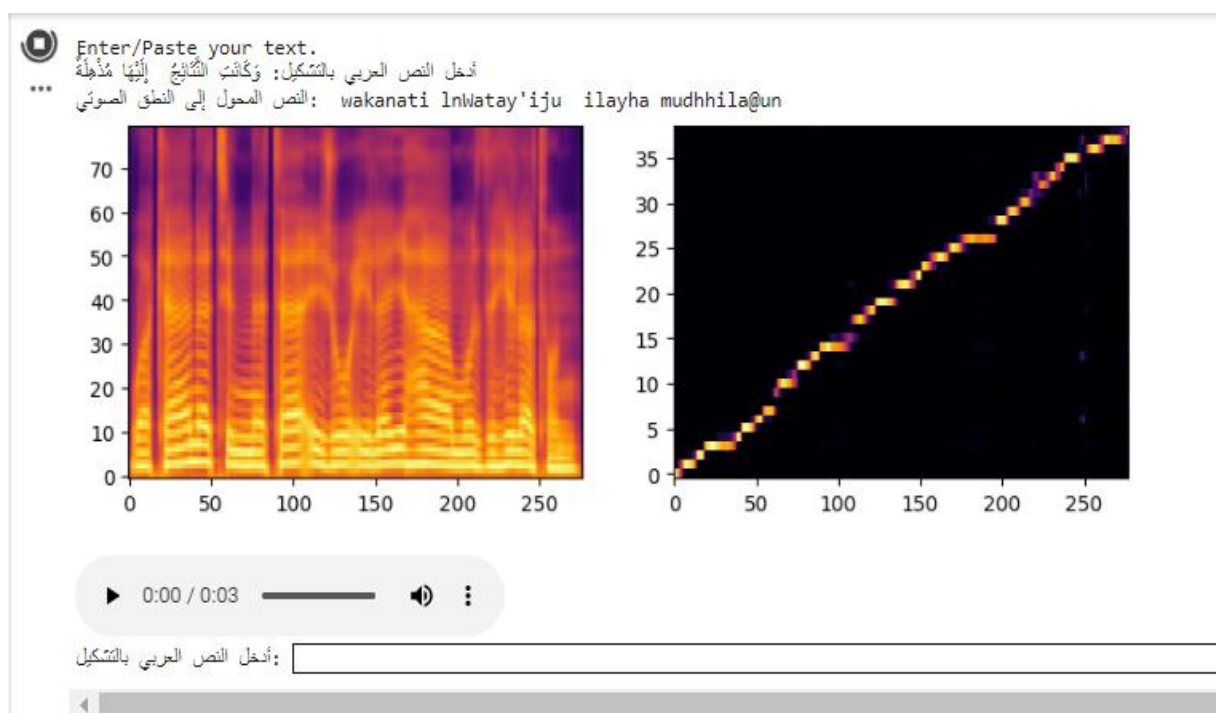 Enter/Paste your text.
أدخل النص العربي بالتشكيل: وَكَانَتِ النَّتَائِجُ إِلَيْهَا مُذْهِلَةٌ
النص المحول إلى النطق الصوتي: wakanati lnWatay'iju ilayha mudhhila@un
70
60
50
40
30
20
10
0
0 50 100 150 200 250
35
30
25
20
15
10
5
0
0 50 100 150 200 250
0:00 / 0:03
أدخل النص العربي بالتشكيل: